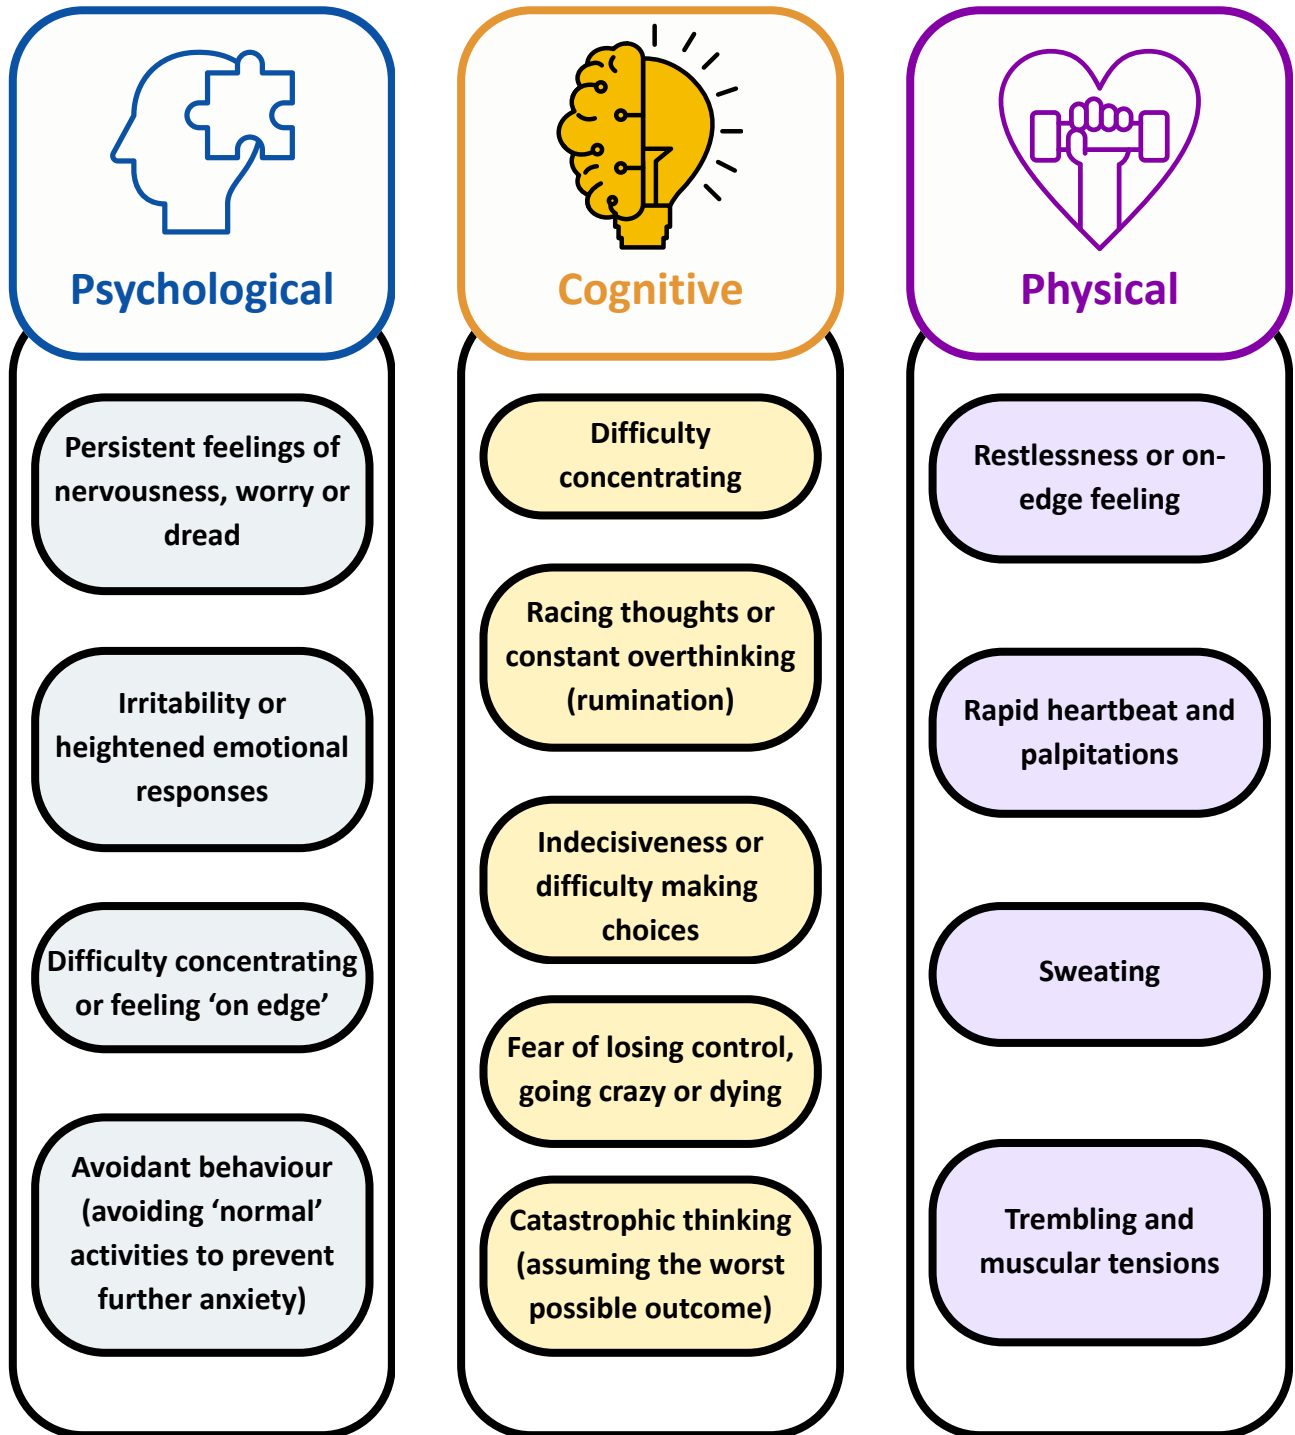 Psychological
Persistent feelings of
nervousness, worry or
dread
Irritability or
heightened emotional
responses
Difficulty concentrating
or feeling ‘on edge’
Avoidant behaviour
(avoiding ‘normal’
activities to prevent
further anxiety)
Cognitive
Difficulty
concentrating
Racing thoughts or
constant overthinking
(rumination)
Indecisiveness or
difficulty making
choices
Fear of losing control,
going crazy or dying
Catastrophic thinking
(assuming the worst
possible outcome)
Physical
Restlessness or on-
edge feeling
Rapid heartbeat and
palpitations
Sweating
Trembling and
muscular tensions